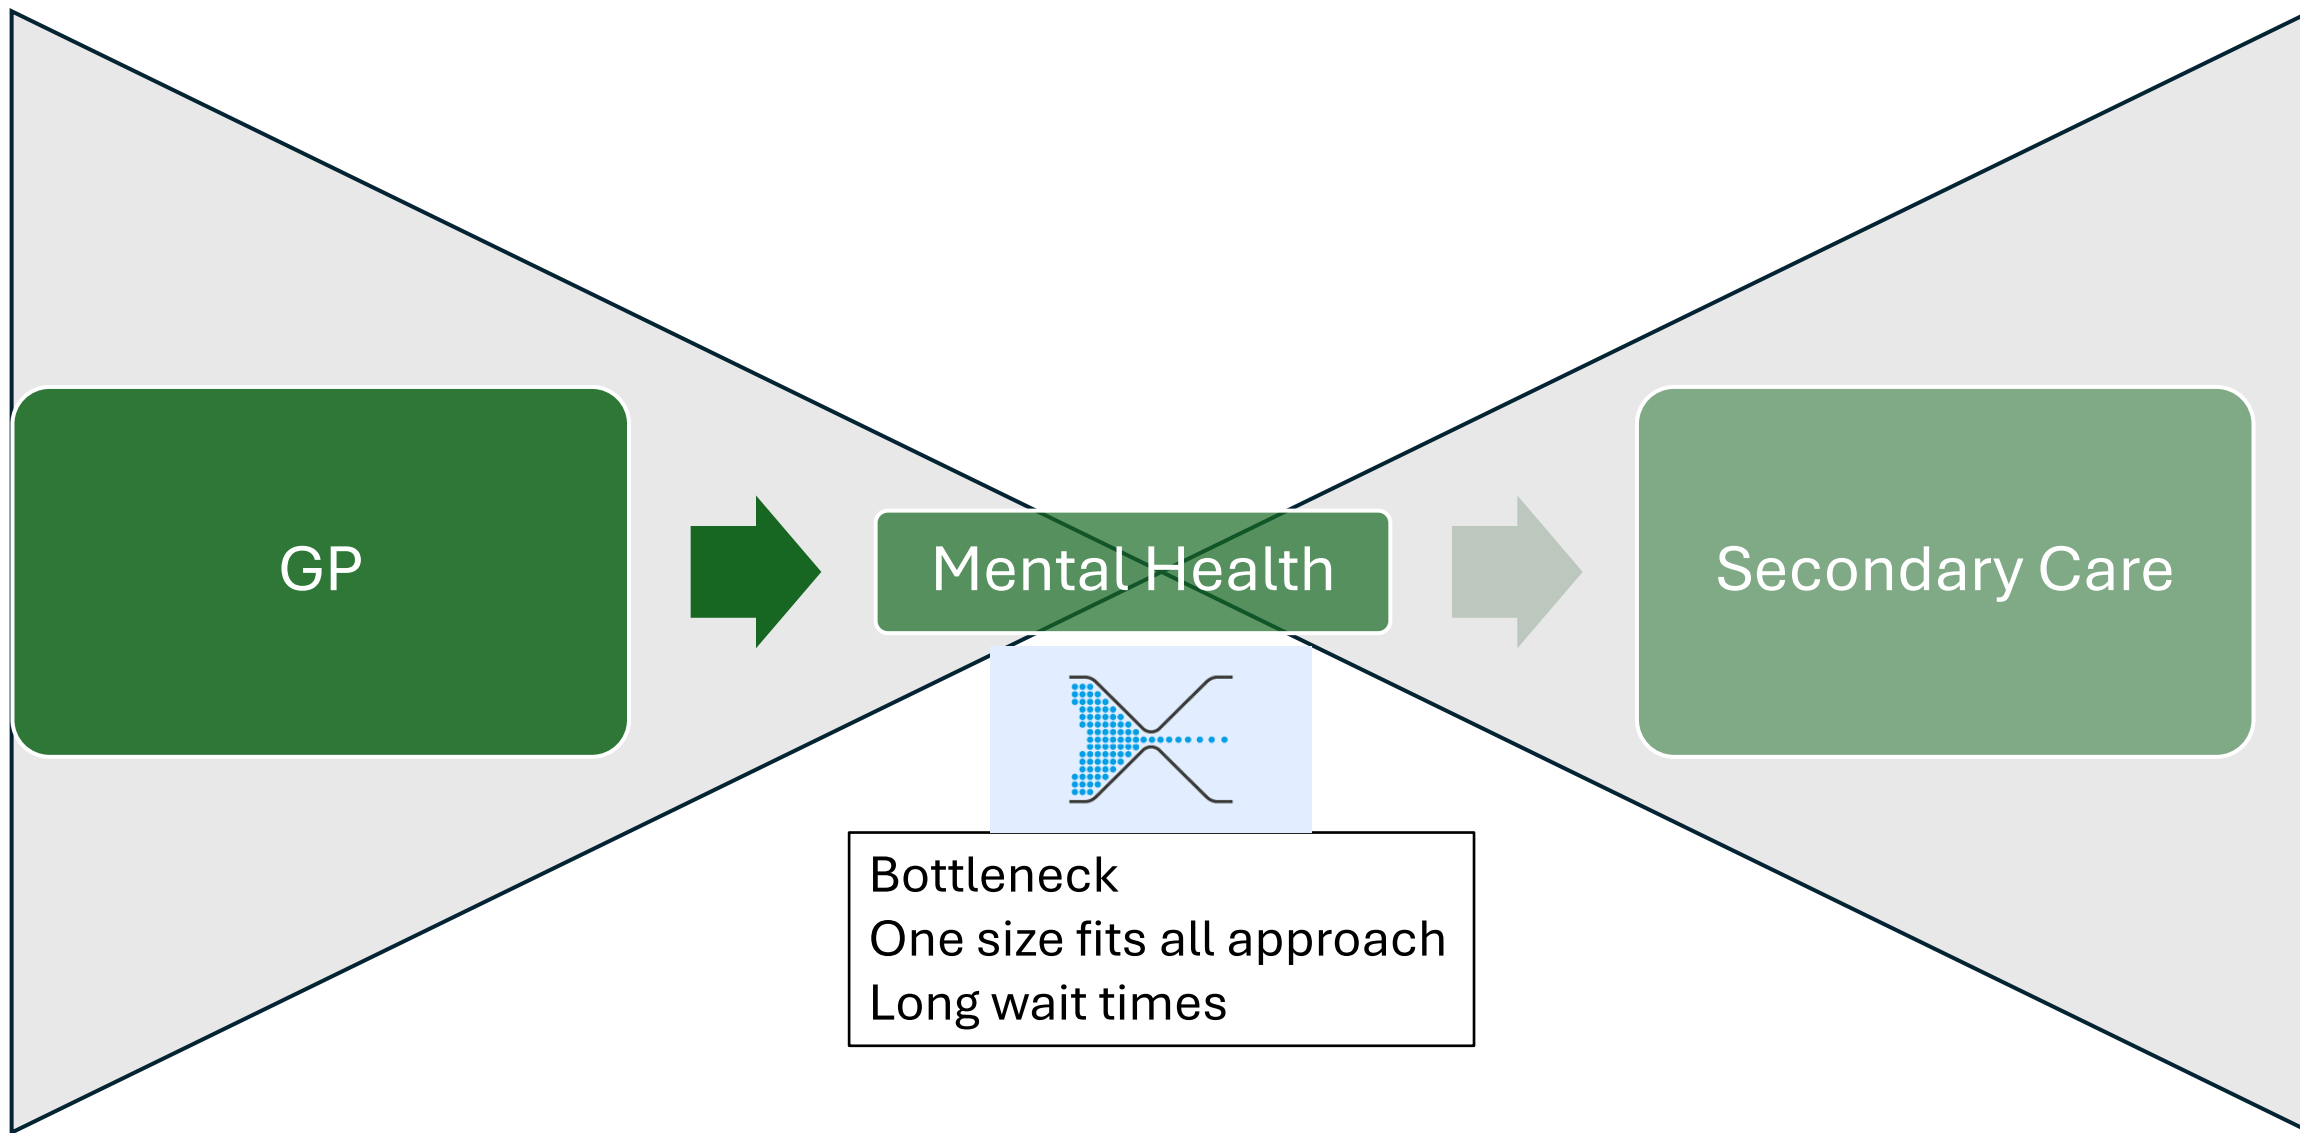 GP
Mental Health
Secondary Care
Bottleneck
One size fits all approach
Long wait times